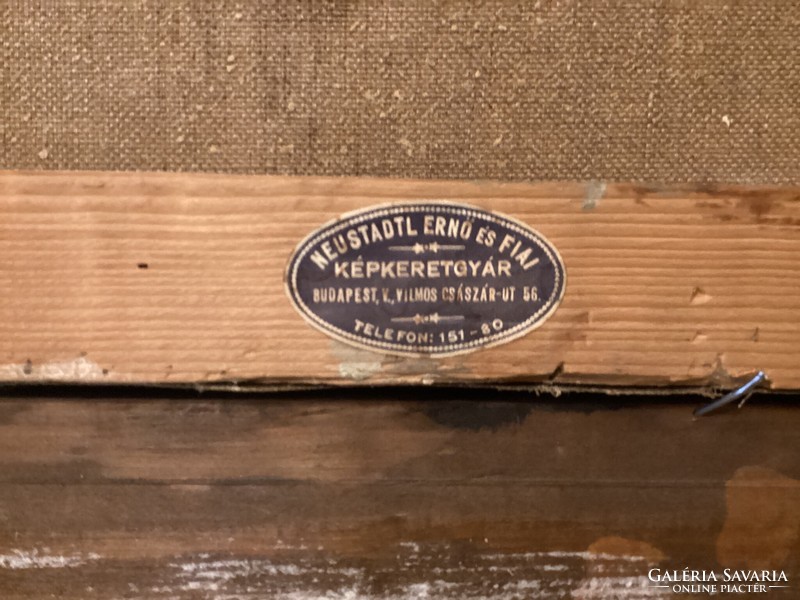 NEUSTADTL ERNŐ ÉS FIAI
KÉPKERETGYÁR
BUDAPEST, V., VILMOS CSÁSZÁR-UT 56.
TELEFON: 151-80
GALÉRIA SAVARIA
ONLINE PIACTÉR